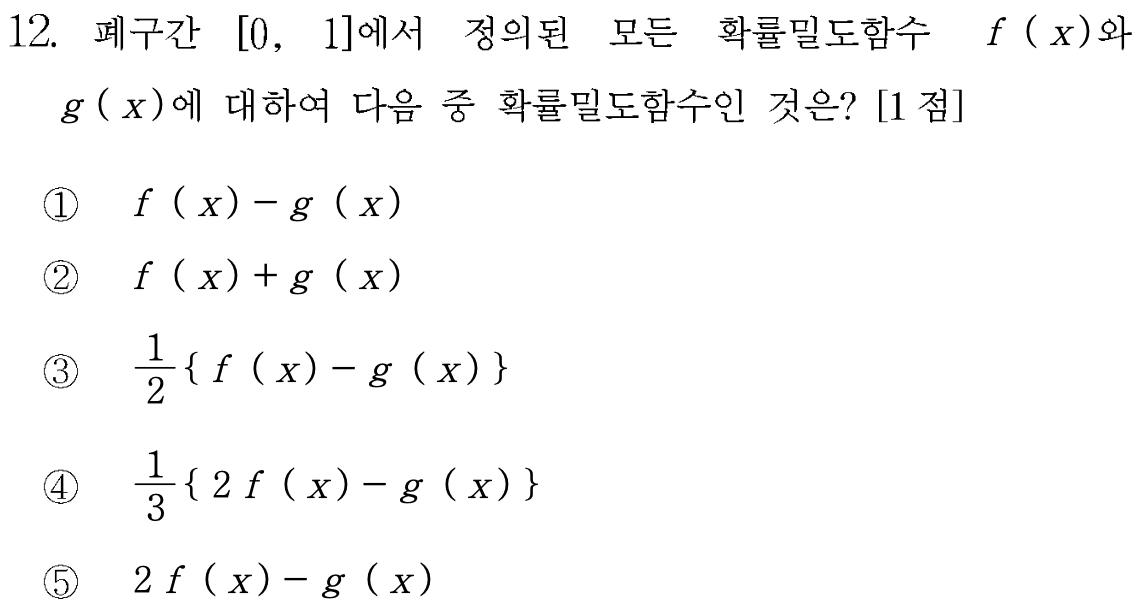 12. 폐구간 [0, 1]에서 정의된 모든 확률밀도함수 f(x)와
g(x)에 대하여 다음 중 확률밀도함수인 것은? [1점]
① f(x)−g(x)
② f(x)+g(x)
③ 1/2{f(x)−g(x)}
④ 1/3{2f(x)−g(x)}
⑤ 2f(x)−g(x)